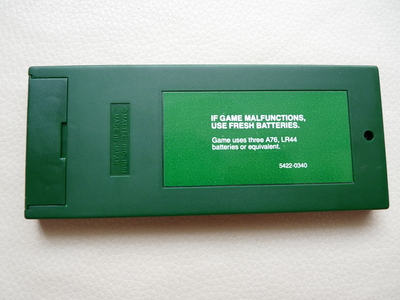 IF GAME MALFUNCTIONS,
USE FRESH BATTERIES.
Game uses three A76, LR44
batteries or equivalent.
5422-0340